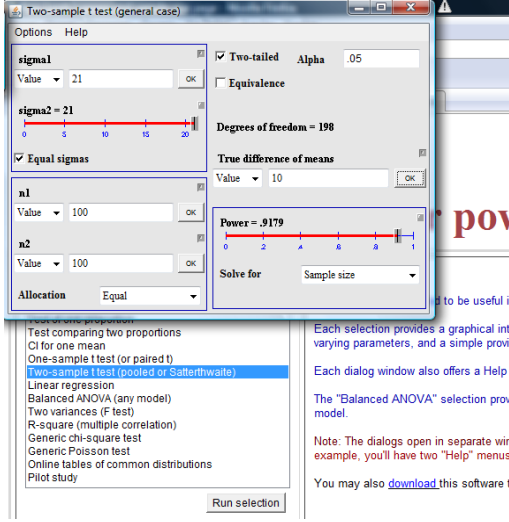 Two-sample t test (general case)
Options Help
sigma1
Value 21 OK
sigma2 = 21
0 5 10 15 20
Equal sigmas
n1
Value 100 OK
n2
Value 100 OK
Allocation Equal
Two-tailed Alpha .05
Equivalence
Degrees of freedom = 198
True difference of means
Value 10 OK
Power = .9179
0 .2 .4 .6 .8 1
Solve for Sample size
r pow
Test of one proportion
Test comparing two proportions
CI for one mean
One-sample t test (or paired t)
Two-sample t test (pooled or Satterthwaite)
Linear regression
Balanced ANOVA (any model)
Two variances (F test)
R-square (multiple correlation)
Generic chi-square test
Generic Poisson test
Online tables of common distributions
Pilot study
Run selection
d to be useful i
Each selection provides a graphical int
varying parameters, and a simple provi
Each dialog window also offers a Help
The "Balanced ANOVA" selection prov
model.
Note: The dialogs open in separate wir
example, you'll have two "Help" menus
You may also download this software f